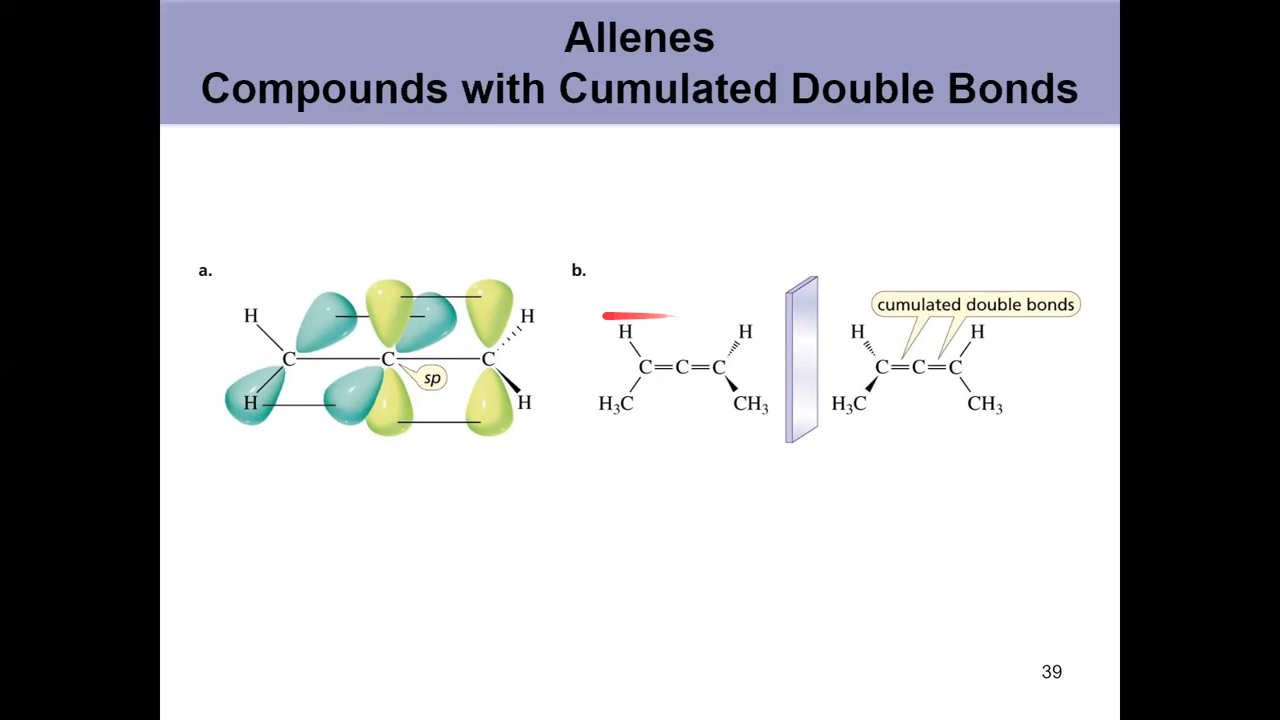 Allenes
Compounds with Cumulated Double Bonds
a.
H
H
C
C
C
H
H
sp
b.
H
H
C=C=C
H₃C
CH₃
cumulated double bonds
H
H
C=C=C
H₃C
CH₃
39